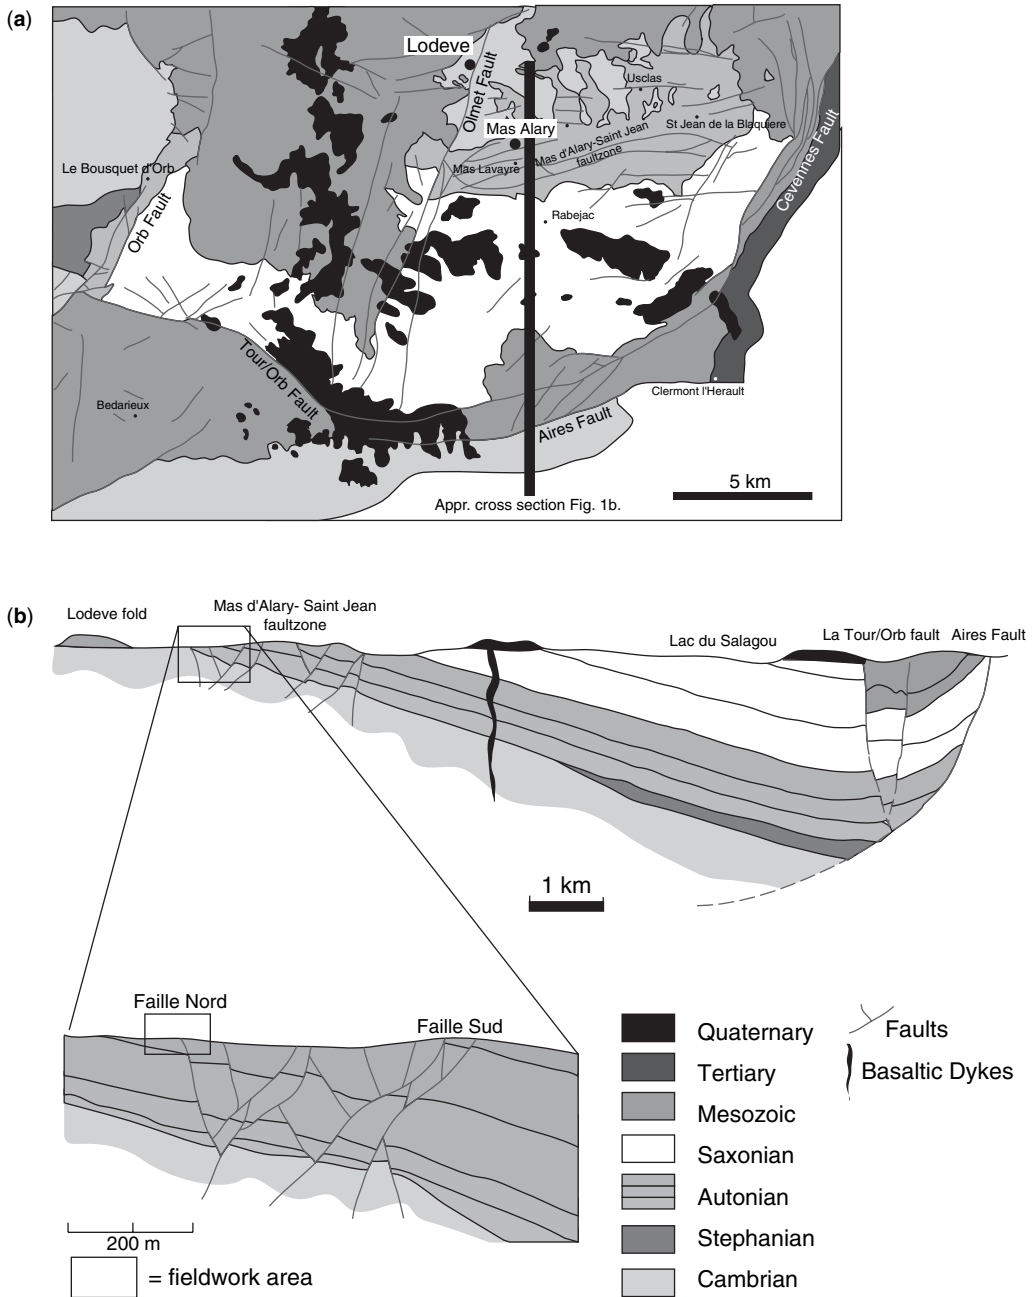 (a)
Lodeve
Olmet Fault
Usclas
Mas Alary
St Jean de la Blaquiere
Mas d'Alary-Saint Jean
faultzone
Mas Lavayre
Le Bousquet d'Orb
Cevennes Fault
Orb Fault
Rabejac
Tour/Orb Fault
Clermont l'Herault
Bedarieux
Aires Fault
5 km
Appr. cross section Fig. 1b.
(b)
Lodeve fold
Mas d'Alary- Saint Jean
faultzone
Lac du Salagou
La Tour/Orb fault
Aires Fault
1 km
Faille Nord
Faille Sud
200 m
= fieldwork area
Quaternary
Tertiary
Mesozoic
Saxonian
Autonian
Stephanian
Cambrian
Faults
Basaltic Dykes